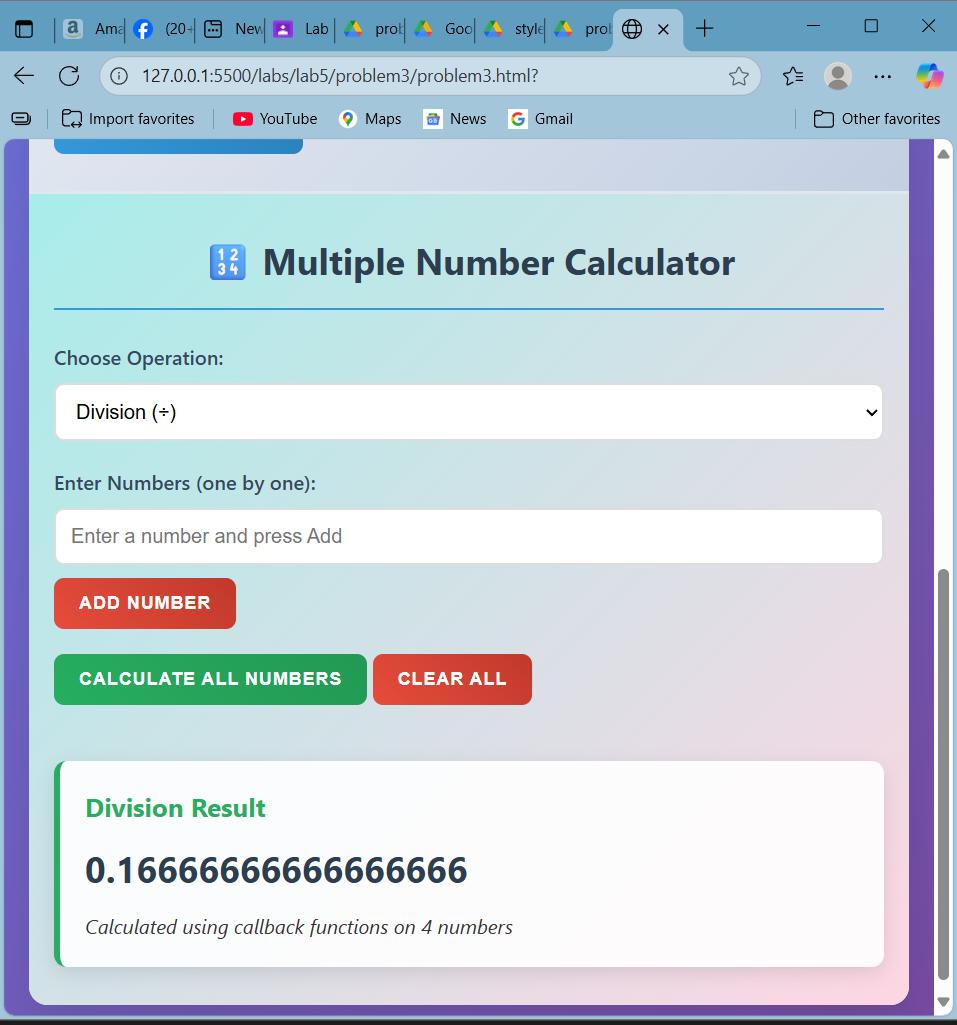 Ama
(20+
New
Lab
prob
Goo
style
prob
127.0.0.1:5500/labs/lab5/problem3/problem3.html?
Import favorites YouTube Maps News Gmail Other favorites
1234 Multiple Number Calculator
Choose Operation:
Division (÷)
Enter Numbers (one by one):
Enter a number and press Add
ADD NUMBER
CALCULATE ALL NUMBERS CLEAR ALL
Division Result
0.16666666666666666
Calculated using callback functions on 4 numbers